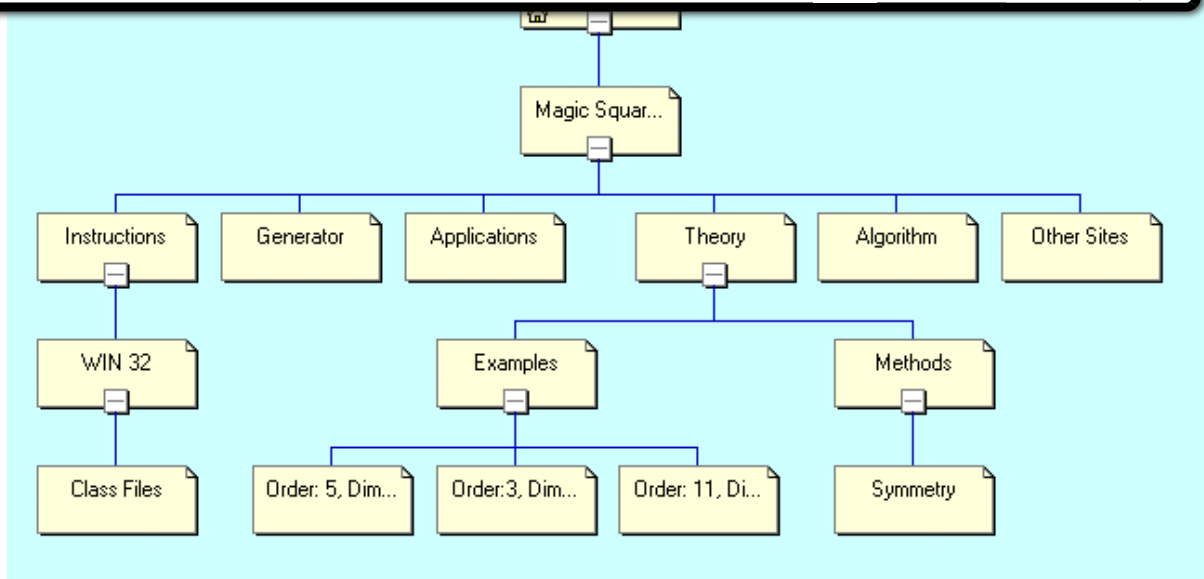 Magic Squar...
Instructions
Generator
Applications
Theory
Algorithm
Other Sites
WIN 32
Examples
Methods
Class Files
Order: 5, Dim...
Order:3, Dim...
Order: 11, Di...
Symmetry